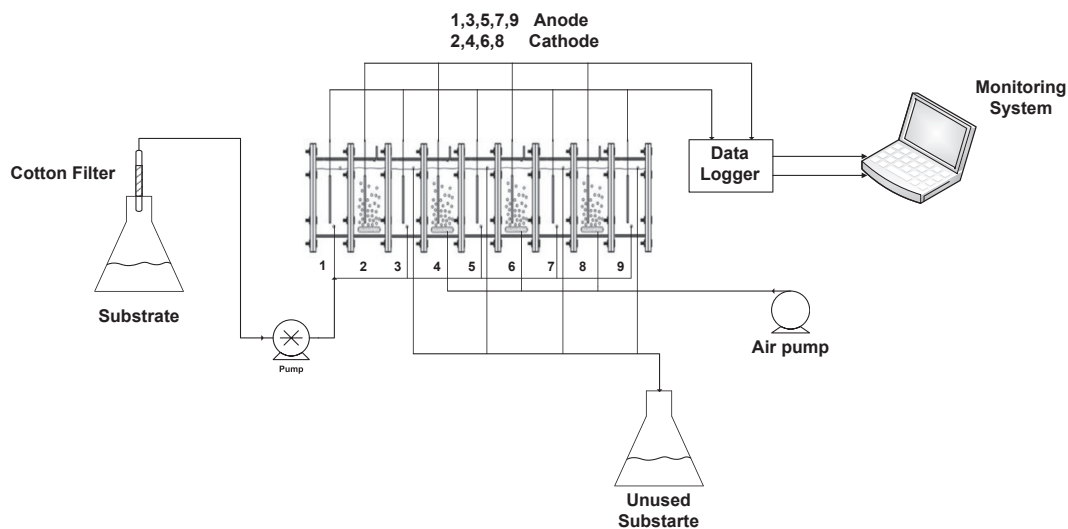 1,3,5,7,9 Anode
2,4,6,8 Cathode
Monitoring
System
Data
Logger
Cotton Filter
1 2 3 4 5 6 7 8 9
Substrate
Pump
Air pump
Unused
Substarte